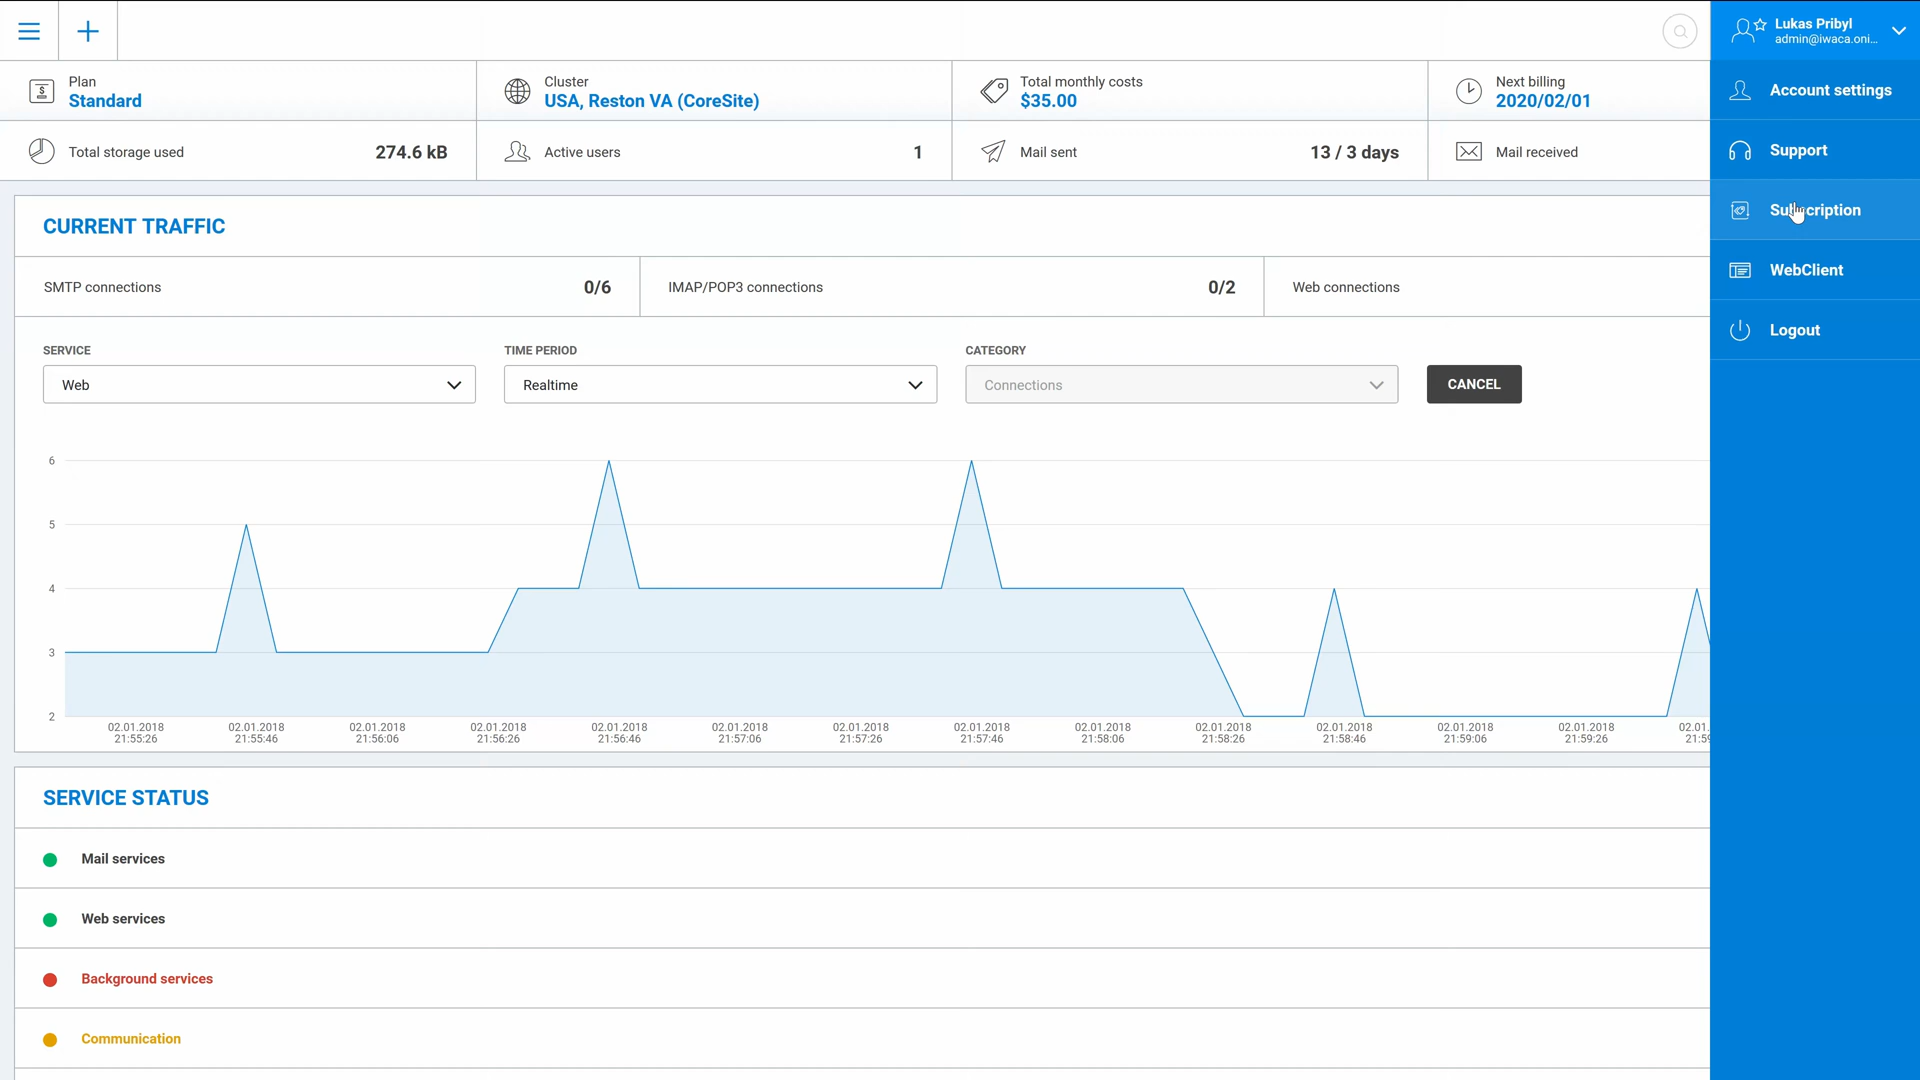 Lukas Pribyl
admin@iwaca.oni...
Plan
Standard
Cluster
USA, Reston VA (CoreSite)
Total monthly costs
$35.00
Next billing
2020/02/01
Total storage used 274.6 kB
Active users 1
Mail sent 13 / 3 days
Mail received
Account settings
Support
Subscription
WebClient
Logout
CURRENT TRAFFIC
SMTP connections 0/6
IMAP/POP3 connections 0/2
Web connections
SERVICE
Web
TIME PERIOD
Realtime
CATEGORY
Connections
CANCEL
6
5
4
3
2
02.01.2018
21:55:26
02.01.2018
21:55:46
02.01.2018
21:56:06
02.01.2018
21:56:26
02.01.2018
21:56:46
02.01.2018
21:57:06
02.01.2018
21:57:26
02.01.2018
21:57:46
02.01.2018
21:58:06
02.01.2018
21:58:26
02.01.2018
21:58:46
02.01.2018
21:59:06
02.01.2018
21:59:26
02.01.
21:59
SERVICE STATUS
Mail services
Web services
Background services
Communication